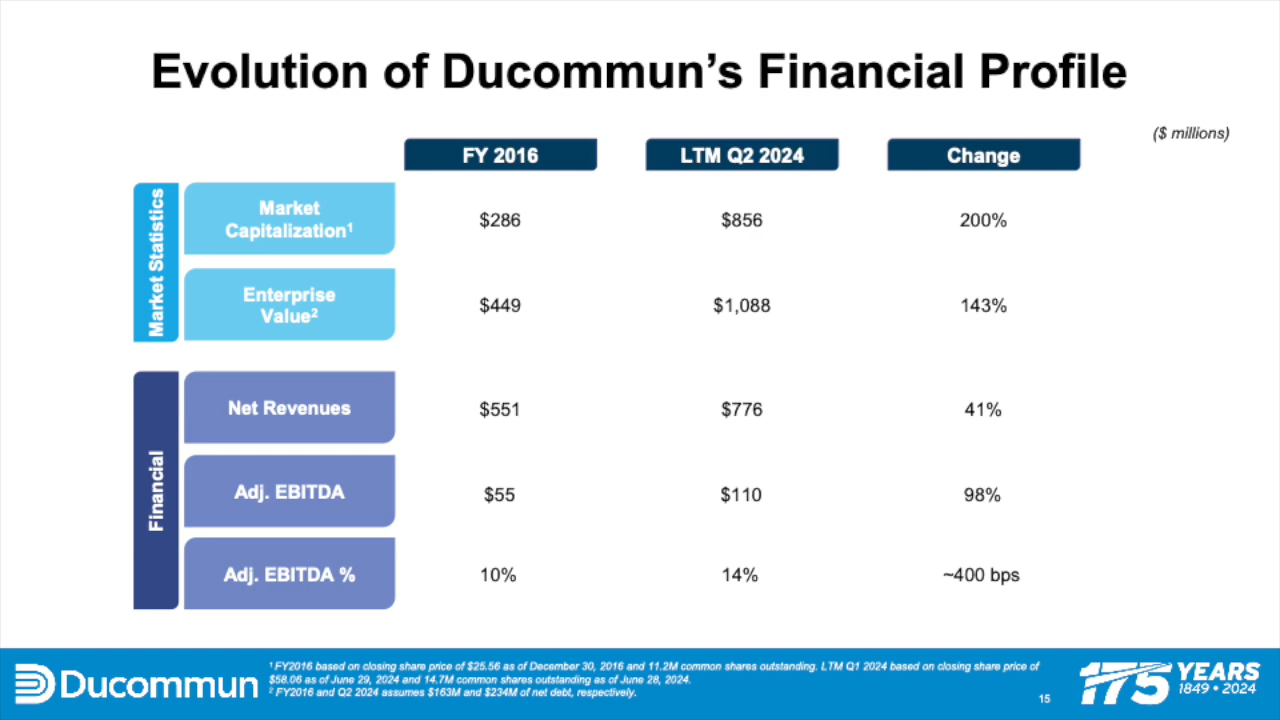 Evolution of Ducommun’s Financial Profile
($ millions)
FY 2016 LTM Q2 2024 Change
Market Statistics
Market
Capitalization¹ $286 $856 200%
Enterprise
Value² $449 $1,088 143%
Financial
Net Revenues $551 $776 41%
Adj. EBITDA $55 $110 98%
Adj. EBITDA % 10% 14% ~400 bps
Ducommun
¹ FY2016 based on closing share price of $25.56 as of December 30, 2016 and 11.2M common shares outstanding. LTM Q1 2024 based on closing share price of
$58.06 as of June 29, 2024 and 14.7M common shares outstanding as of June 28, 2024.
² FY2016 and Q2 2024 assumes $163M and $234M of net debt, respectively.
15
175 YEARS
1849 • 2024